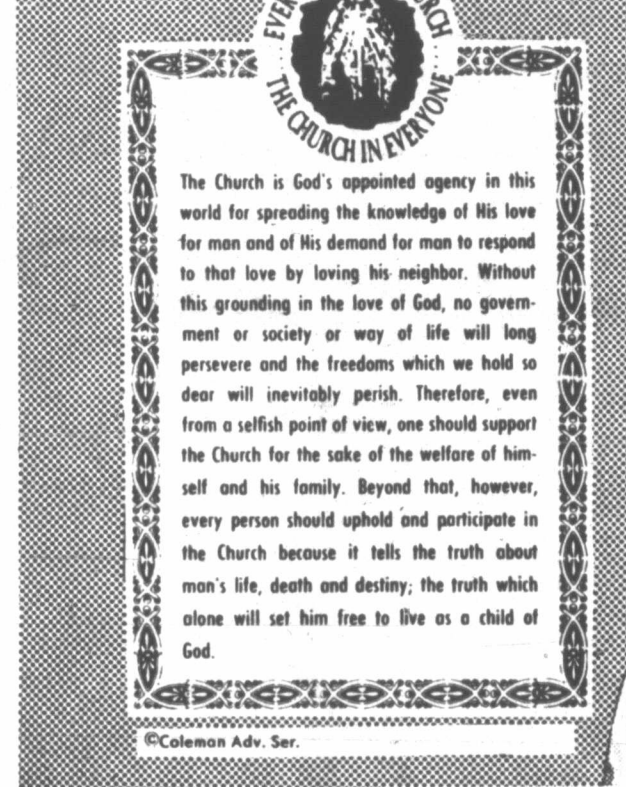 EVER CHURCH
THE CHURCH IN EVERYONE
The Church is God's appointed agency in this
world for spreading the knowledge of His love
for man and of His demand for man to respond
to that love by loving his neighbor. Without
this grounding in the love of God, no govern-
ment or society or way of life will long
persevere and the freedoms which we hold so
dear will inevitably perish. Therefore, even
from a selfish point of view, one should support
the Church for the sake of the welfare of him-
self and his family. Beyond that, however,
every person should uphold and participate in
the Church because it tells the truth about
man's life, death and destiny; the truth which
alone will set him free to live as a child of
God.
©Coleman Adv. Ser.